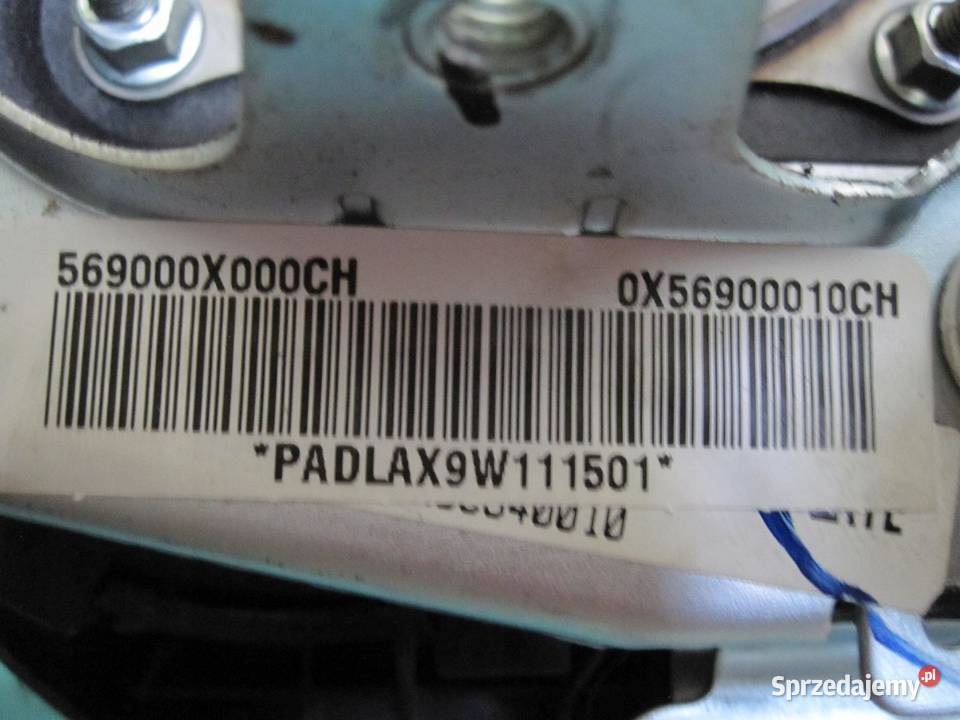 569000X000CH 0X56900010CH
*PADLAX9W111501*
Sprzedajemy.pl